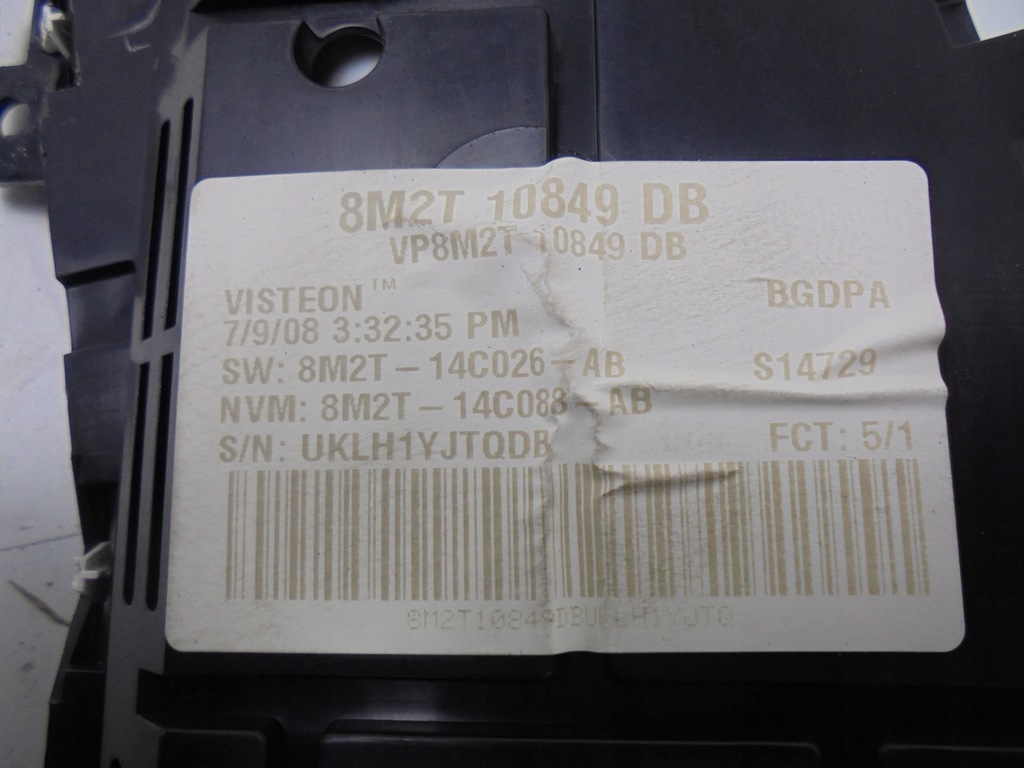 8M2T 10849 DB
VP8M2T 10849 DB
VISTEON™ BGDPA
7/9/08 3:32:35 PM
SW: 8M2T-14C026-AB S14729
NVM: 8M2T-14C088-AB
S/N: UKLH1YJTQDB FCT: 5/1